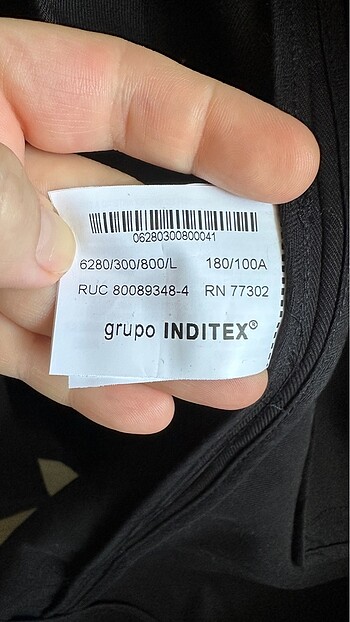 06280300800041
6280/300/800/L 180/100A
RUC 80089348-4 RN 77302
grupo INDITEX®